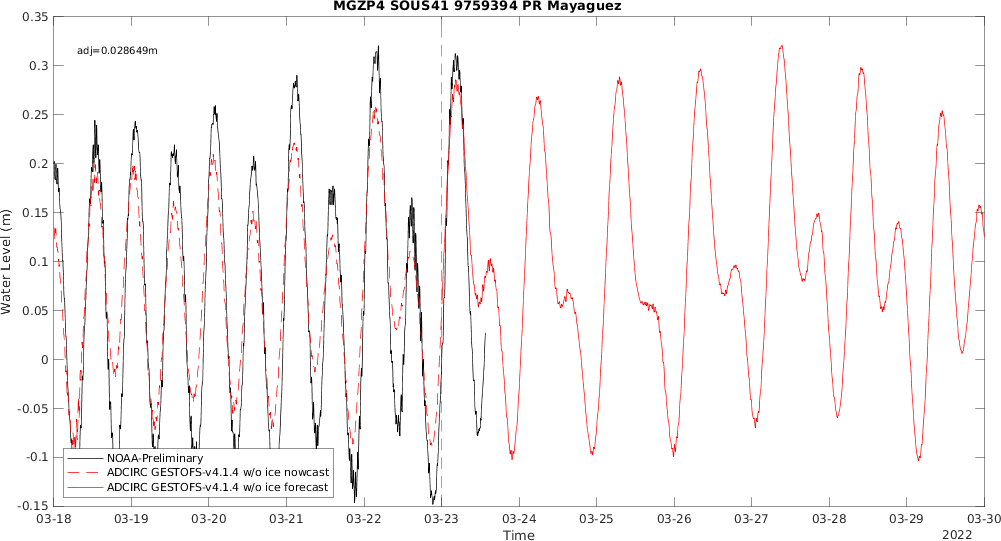 MGZP4 SOUS41 9759394 PR Mayaguez
adj=0.028649m
0.35
0.3
0.25
0.2
0.15
0.1
0.05
0
-0.05
-0.1
-0.15
Water Level (m)
NOAA-Preliminary
ADCIRC GESTOFS-v4.1.4 w/o ice nowcast
ADCIRC GESTOFS-v4.1.4 w/o ice forecast
03-18 03-19 03-20 03-21 03-22 03-23 03-24 03-25 03-26 03-27 03-28 03-29 03-30
Time
2022